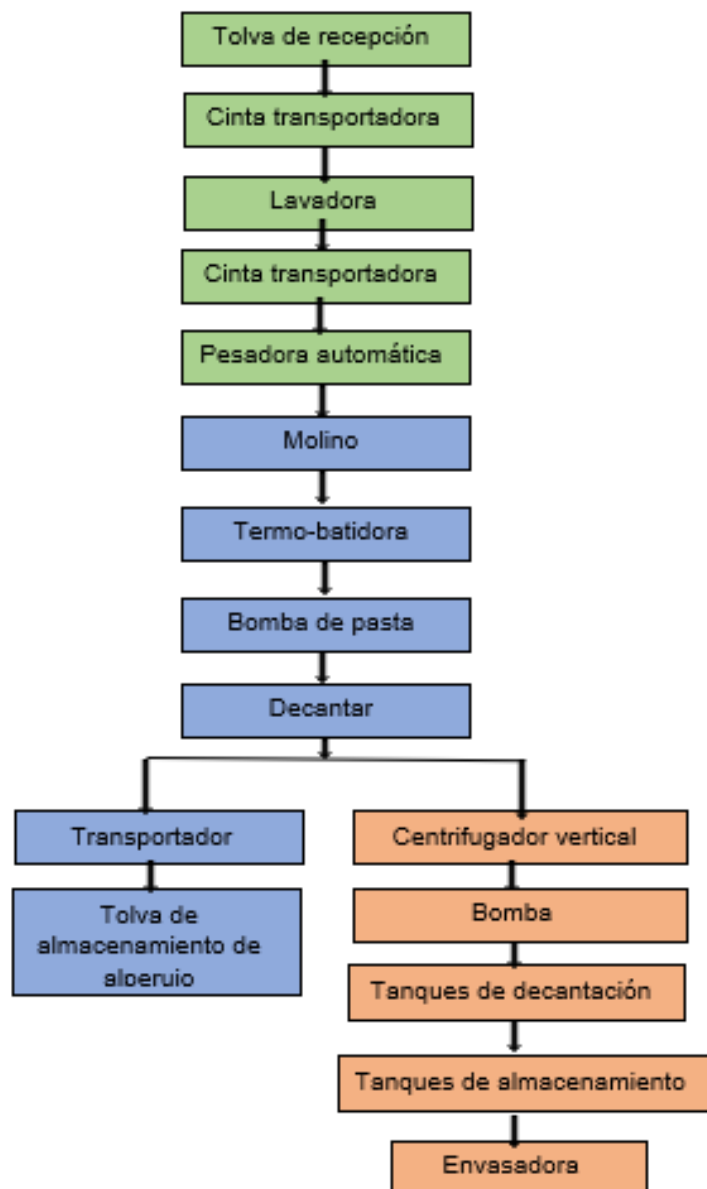 Tolva de recepción
Cinta transportadora
Lavadora
Cinta transportadora
Pesadora automática
Molino
Termo-batidora
Bomba de pasta
Decantar
Transportador
Tolva de
almacenamiento de
alperujo
Centrifugador vertical
Bomba
Tanques de decantación
Tanques de almacenamiento
Envasadora